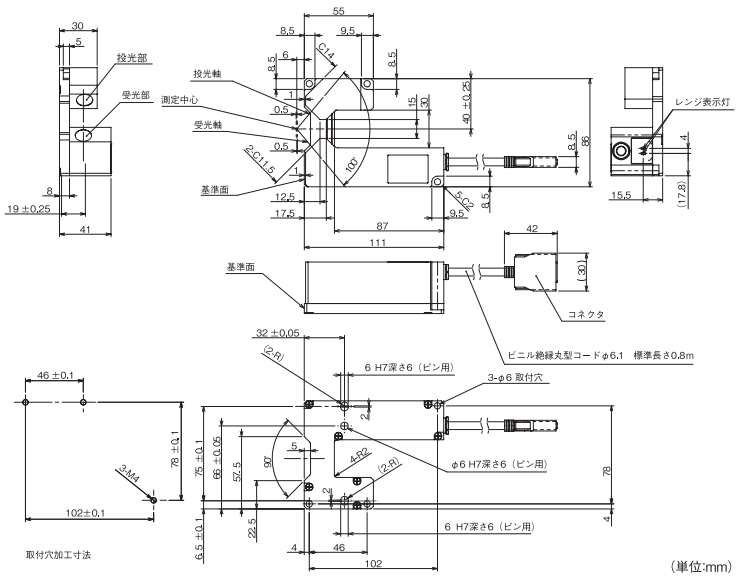 30
5
投光部
受光部
8
19 ±0.25
41
55
8.5
9.5
6
C14
8.5
8.5
投光軸
1
測定中心
0.5
受光軸
0.5
2-C11.5
100°
15
30
40 ±0.25
86
8.5
1
基準面
12.5
17.5
5-C2
9.5
8.5
87
111
レンジ表示灯
4
15.5
(17.8)
42
(30)
基準面
コネクタ
ビニル絶縁丸型コードφ6.1 標準長さ0.8m
32 ±0.05
(2-R)
6 H7深さ6（ピン用）
3-φ6 取付穴
46 ±0.1
78 ±0.1
3-M4
102±0.1
取付穴加工寸法
75 ±0.1
66 ±0.05
57.5
90°
5
2
4-R2
φ6 H7深さ6（ピン用）
(2-R)
2
22.5
6.5 ±0.1
6 H7深さ6（ピン用）
4
46
102
78
4
（単位:mm）